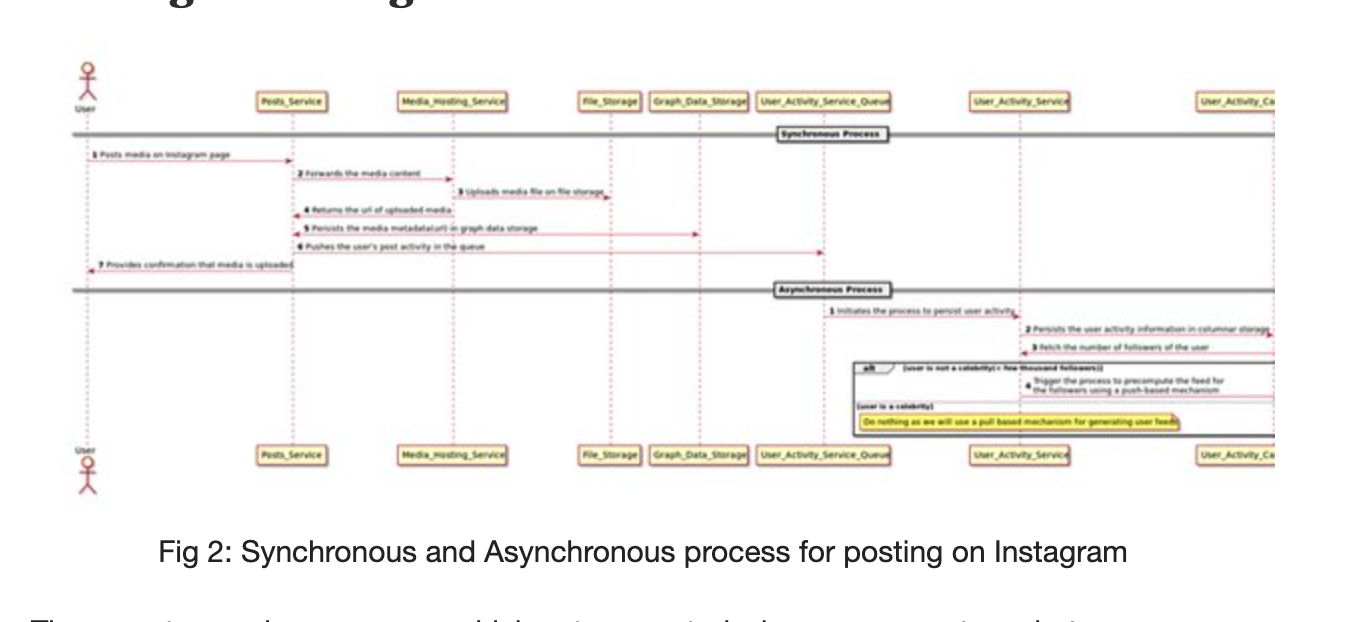 User
Posts_Service
Media_Hosting_Service
File_Storage
Graph_Data_Storage
User_Activity_Service_Queue
User_Activity_Service
User_Activity_Ca
Synchronous Process
1 Posts media on Instagram page
2 Forwards the media content
3 Uploads media file on file storage
4 Returns the url of uploaded media
5 Persists the media metadata(url) in graph data storage
6 Pushes the user's post activity in the queue
7 Provides confirmation that media is uploaded
Asynchronous Process
1 Initiates the process to persist user activity
2 Persists the user activity information in columnar storage
3 Fetch the number of followers of the user
alt [user is not a celebrity(< few thousand followers)]
4 Trigger the process to precompute the feed for
the followers using a push-based mechanism
[user is a celebrity]
Do nothing as we will use a pull based mechanism for generating user feeds
User
Posts_Service
Media_Hosting_Service
File_Storage
Graph_Data_Storage
User_Activity_Service_Queue
User_Activity_Service
User_Activity_Ca
Fig 2: Synchronous and Asynchronous process for posting on Instagram